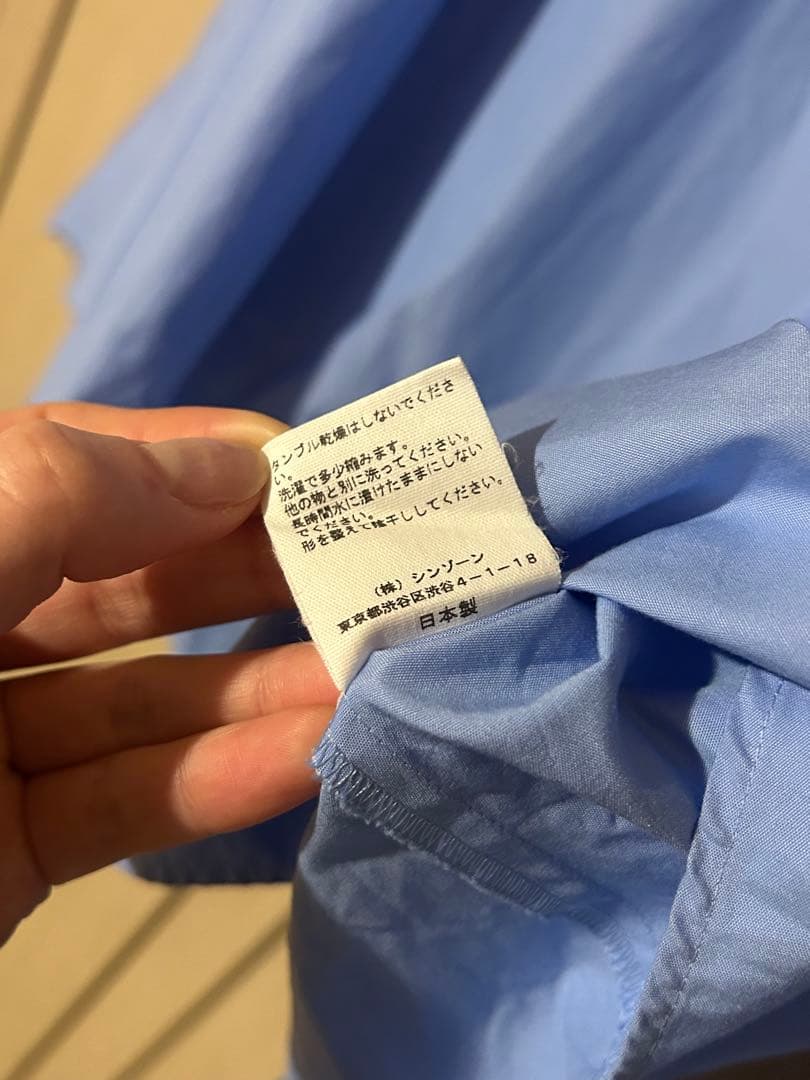 タンブル乾燥はしないでくださ
い。
洗濯で多少縮みます。
他の物と別に洗ってください。
長時間水に漬けたままにしない
でください。
形を整えて陰干ししてください。
(株) シンゾーン
東京都渋谷区渋谷4-1-18
日本製